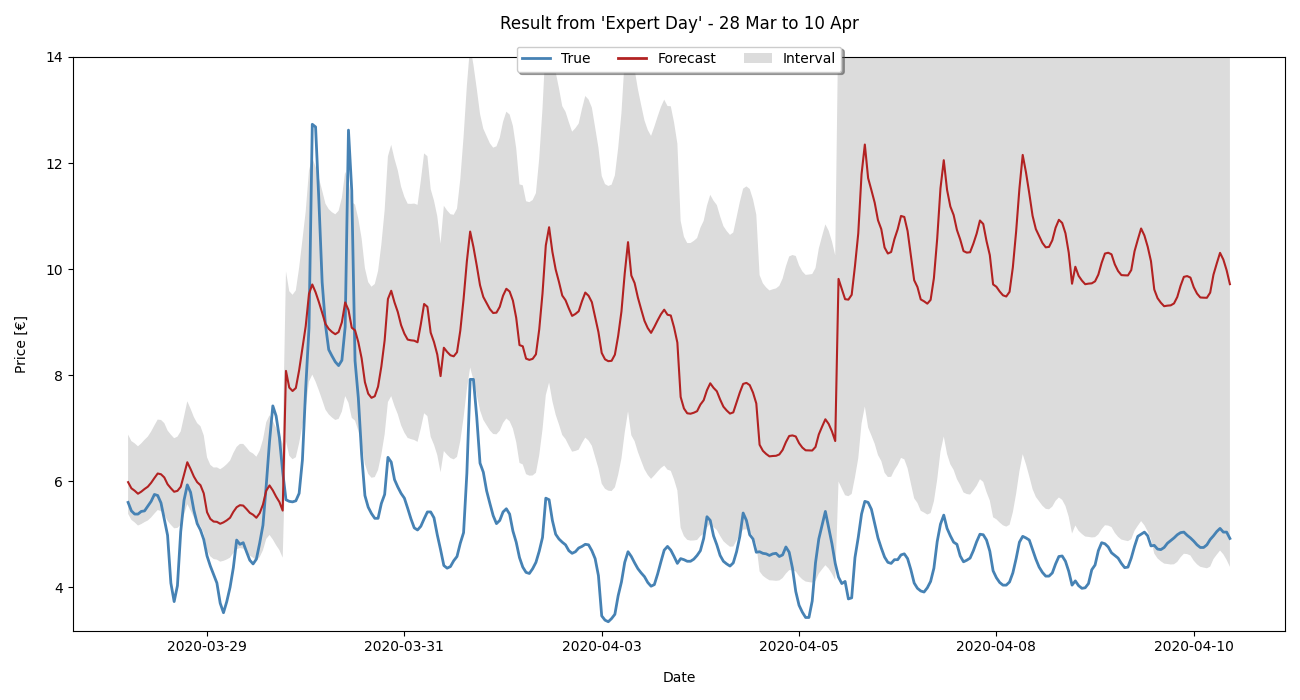 Result from 'Expert Day' - 28 Mar to 10 Apr
True Forecast Interval
14
12
10
8
6
4
Price [€]
2020-03-29 2020-03-31 2020-04-03 2020-04-05 2020-04-08 2020-04-10
Date